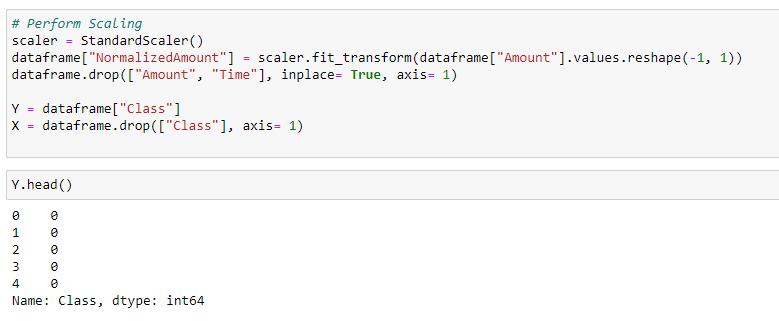 # Perform Scaling
scaler = StandardScaler()
dataframe["NormalizedAmount"] = scaler.fit_transform(dataframe["Amount"].values.reshape(-1, 1))
dataframe.drop(["Amount", "Time"], inplace= True, axis= 1)
Y = dataframe["Class"]
X = dataframe.drop(["Class"], axis= 1)
Y.head()
0    0
1    0
2    0
3    0
4    0
Name: Class, dtype: int64